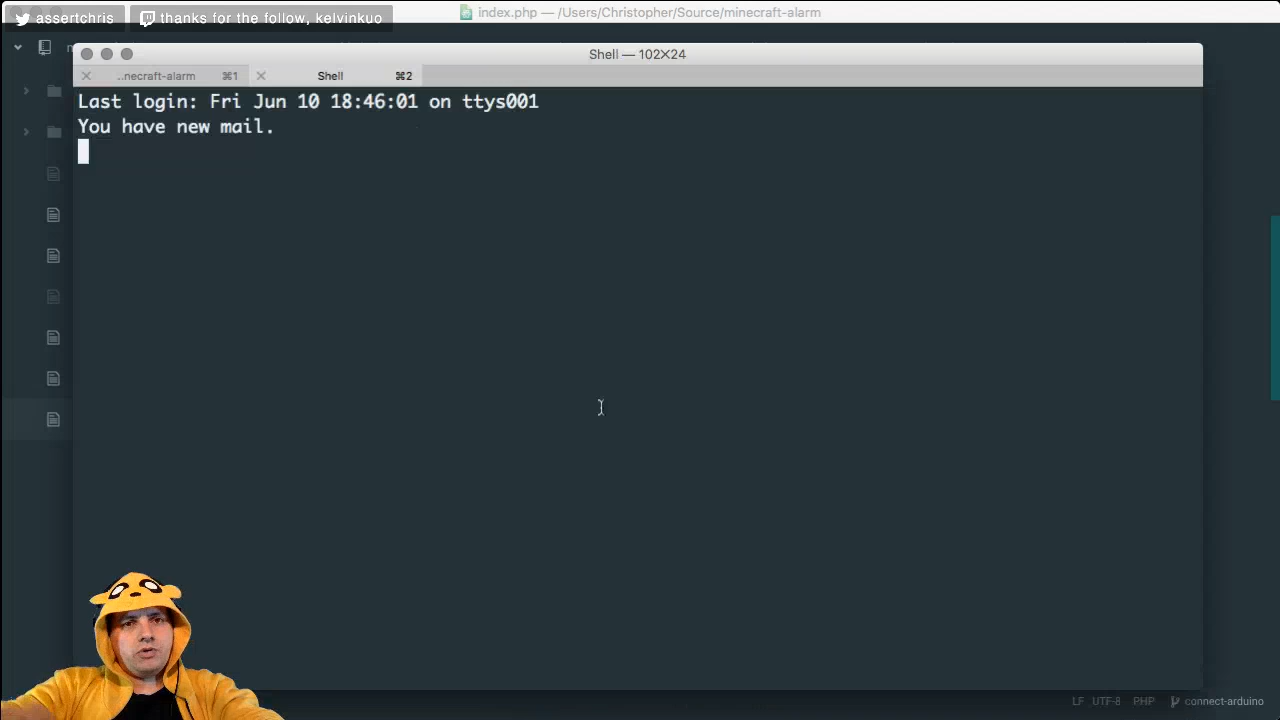 assertchris
thanks for the follow, kelvinkuo
index.php — /Users/Christopher/Source/minecraft-alarm
Shell — 102×24
..necraft-alarm ⌘1
Shell ⌘2
Last login: Fri Jun 10 18:46:01 on ttys001
You have new mail.
LF UTF-8 PHP connect-arduino